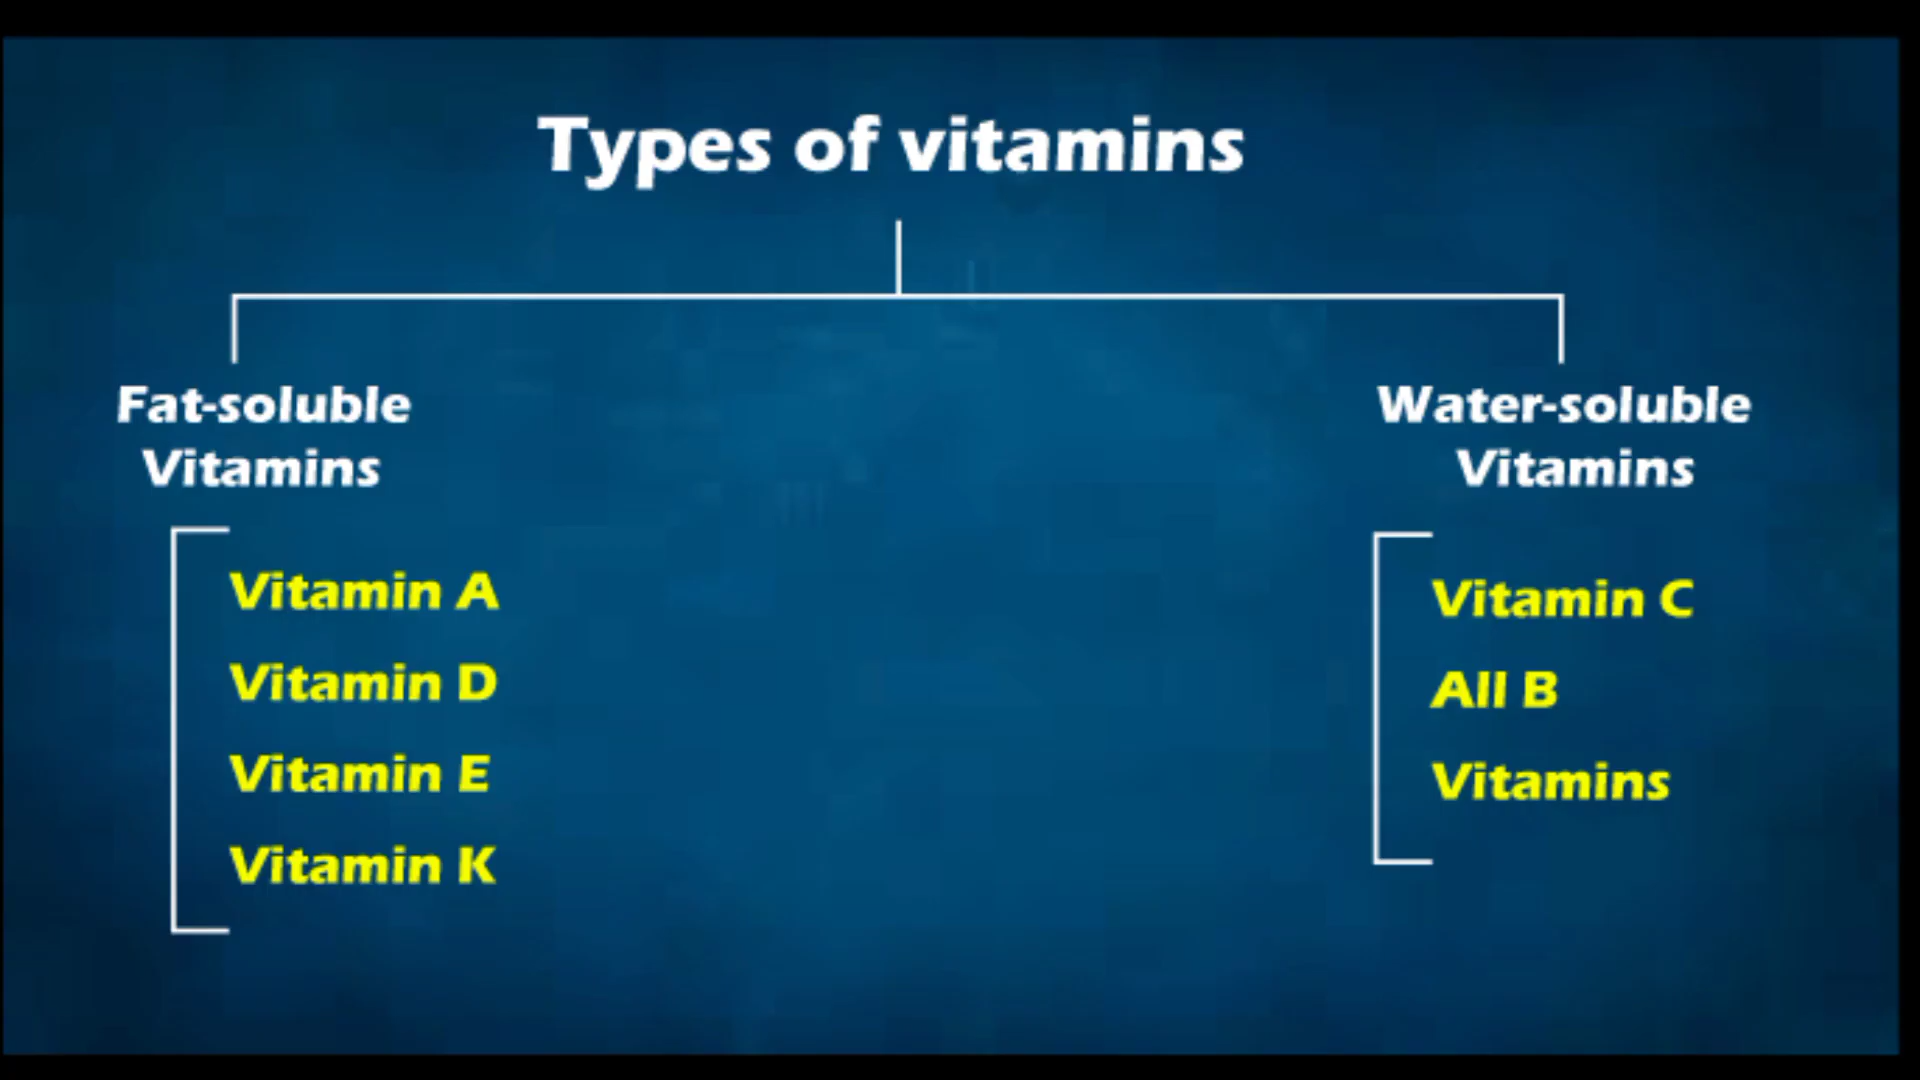 Types of vitamins
Fat-soluble
Vitamins
Vitamin A
Vitamin D
Vitamin E
Vitamin K
Water-soluble
Vitamins
Vitamin C
All B
Vitamins